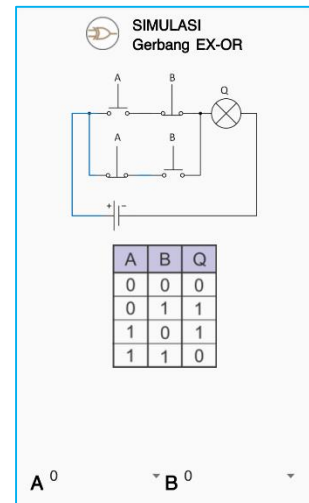 SIMULASI
Gerbang EX-OR
A B
Q
A B
+ −
A B Q
0 0 0
0 1 1
1 0 1
1 1 0
A 0 B 0